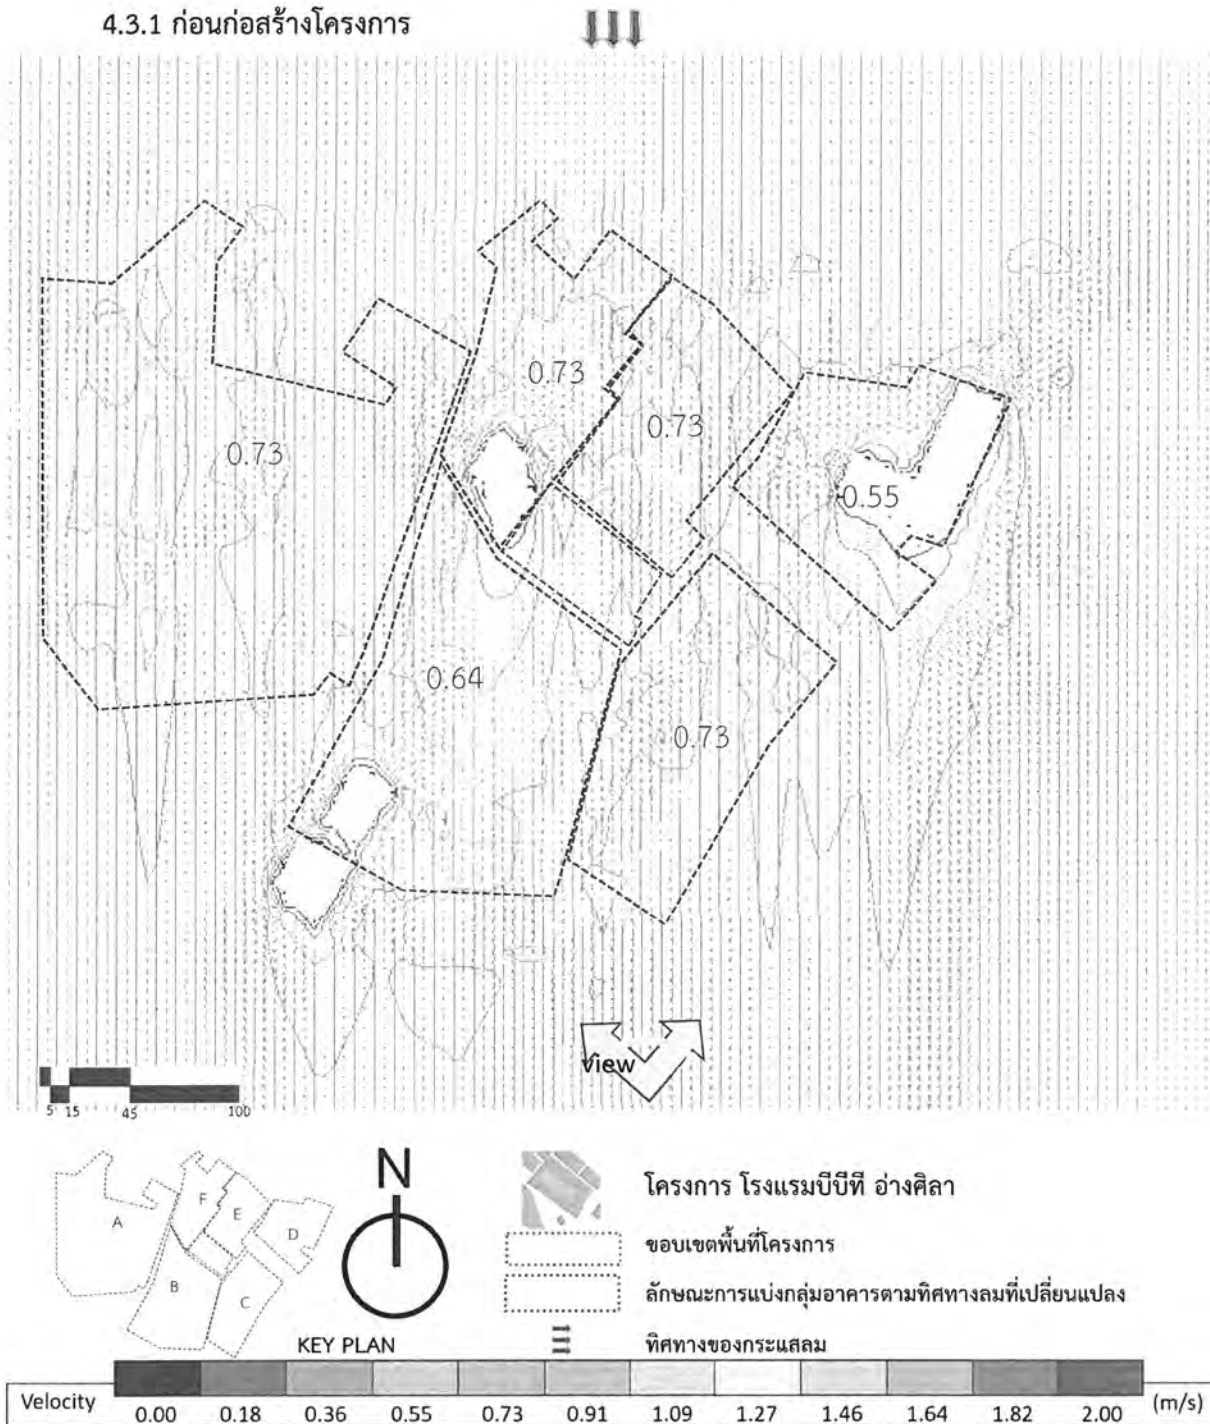 4.3.1 ก่อนก่อสร้างโครงการ
0.73
0.73
0.73
0.55
0.64
0.73
view
5 15 45 100
N
A
F
E
D
B
C
KEY PLAN
โครงการ โรงแรมบีบีที อ่างศิลา
ขอบเขตพื้นที่โครงการ
ลักษณะการแบ่งกลุ่มอาคารตามทิศทางลมที่เปลี่ยนแปลง
ทิศทางของกระแสลม
Velocity 0.00 0.18 0.36 0.55 0.73 0.91 1.09 1.27 1.46 1.64 1.82 2.00 (m/s)